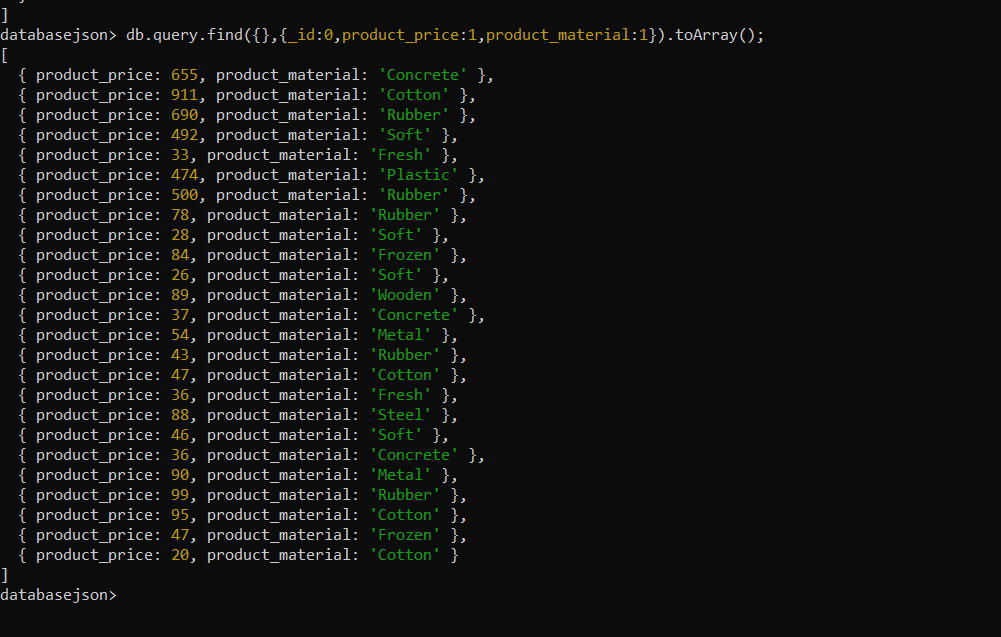 ]
databasejson> db.query.find({},{_id:0,product_price:1,product_material:1}).toArray();
[
  { product_price: 655, product_material: 'Concrete' },
  { product_price: 911, product_material: 'Cotton' },
  { product_price: 690, product_material: 'Rubber' },
  { product_price: 492, product_material: 'Soft' },
  { product_price: 33, product_material: 'Fresh' },
  { product_price: 474, product_material: 'Plastic' },
  { product_price: 500, product_material: 'Rubber' },
  { product_price: 78, product_material: 'Rubber' },
  { product_price: 28, product_material: 'Soft' },
  { product_price: 84, product_material: 'Frozen' },
  { product_price: 26, product_material: 'Soft' },
  { product_price: 89, product_material: 'Wooden' },
  { product_price: 37, product_material: 'Concrete' },
  { product_price: 54, product_material: 'Metal' },
  { product_price: 43, product_material: 'Rubber' },
  { product_price: 47, product_material: 'Cotton' },
  { product_price: 36, product_material: 'Fresh' },
  { product_price: 88, product_material: 'Steel' },
  { product_price: 46, product_material: 'Soft' },
  { product_price: 36, product_material: 'Concrete' },
  { product_price: 90, product_material: 'Metal' },
  { product_price: 99, product_material: 'Rubber' },
  { product_price: 95, product_material: 'Cotton' },
  { product_price: 47, product_material: 'Frozen' },
  { product_price: 20, product_material: 'Cotton' }
]
databasejson>